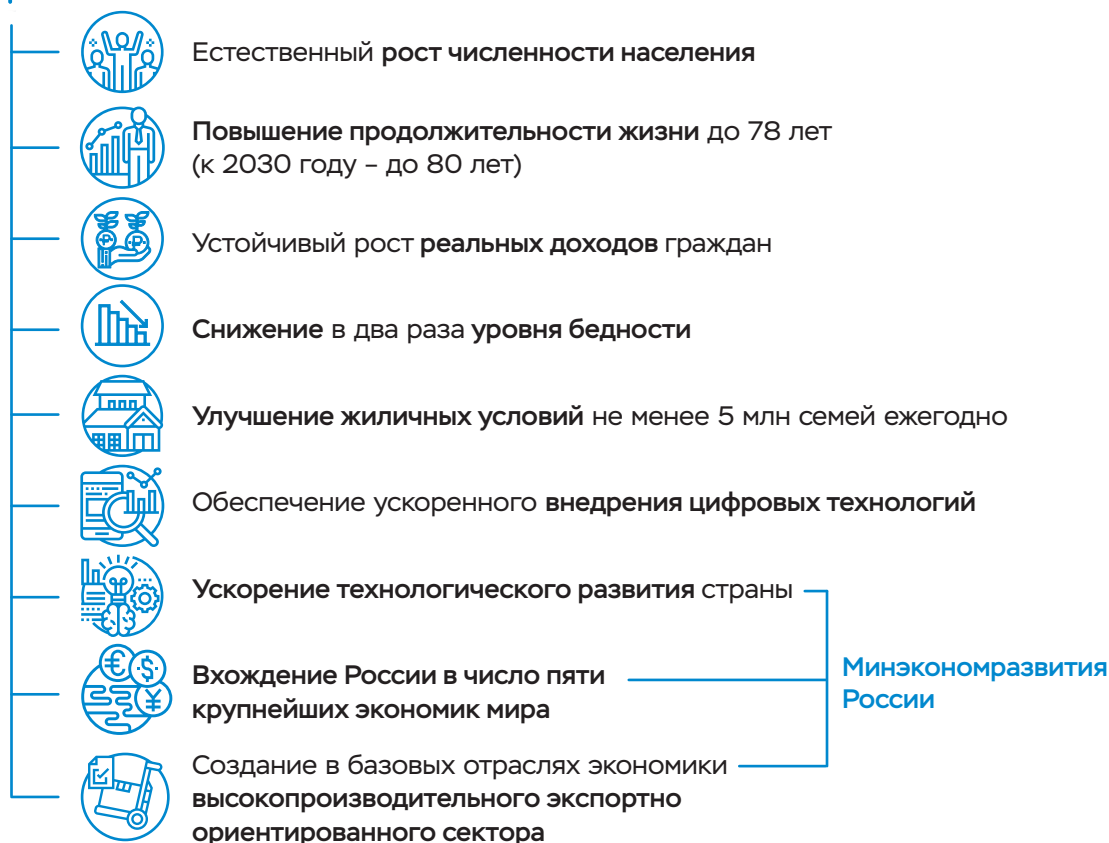 Естественный рост численности населения
Повышение продолжительности жизни до 78 лет
(к 2030 году – до 80 лет)
Устойчивый рост реальных доходов граждан
Снижение в два раза уровня бедности
Улучшение жиличных условий не менее 5 млн семей ежегодно
Обеспечение ускоренного внедрения цифровых технологий
Ускорение технологического развития страны
Вхождение России в число пяти
крупнейших экономик мира
Минэкономразвития
России
Создание в базовых отраслях экономики
высокопроизводительного экспортно
ориентированного сектора